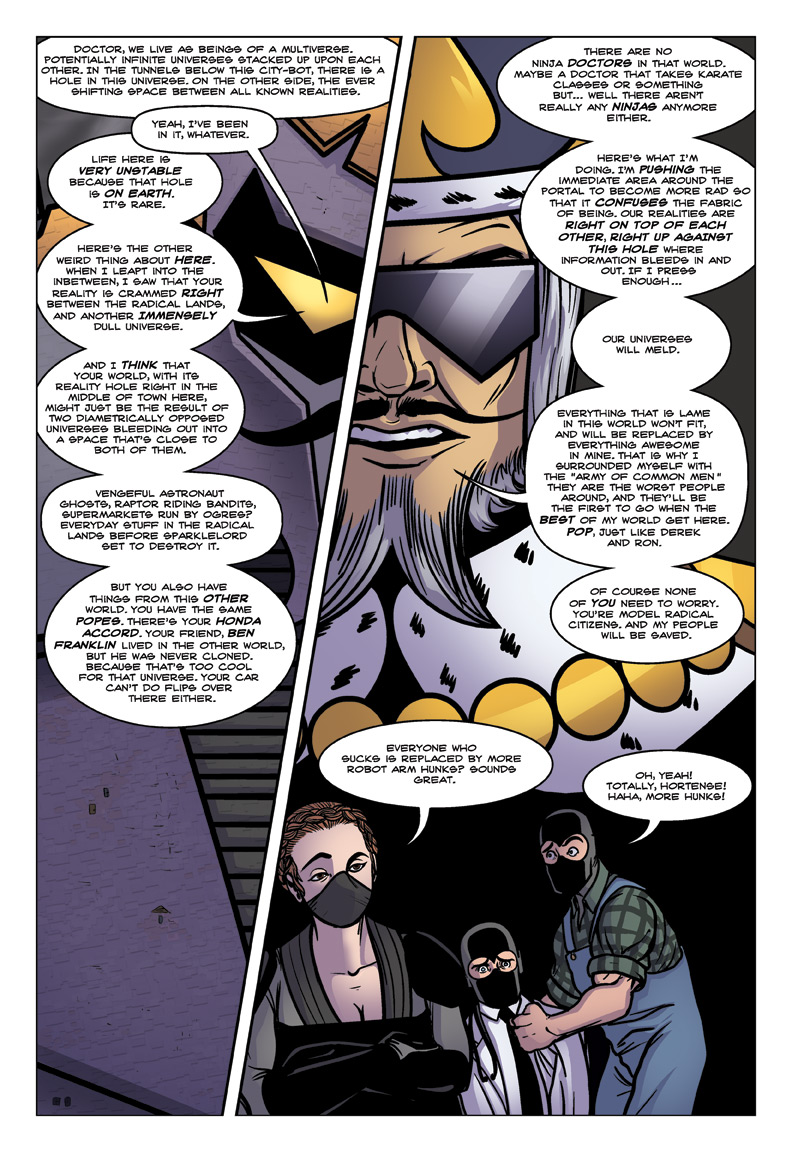 DOCTOR, WE LIVE AS BEINGS OF A MULTIVERSE.
POTENTIALLY INFINITE UNIVERSES STACKED UP UPON EACH
OTHER. IN THE TUNNELS BELOW THIS CITY-BOT, THERE IS A
HOLE IN THIS UNIVERSE. ON THE OTHER SIDE, THE EVER
SHIFTING SPACE BETWEEN ALL KNOWN REALITIES.
YEAH, I'VE BEEN
IN IT, WHATEVER.
LIFE HERE IS
VERY UNSTABLE
BECAUSE THAT HOLE
IS ON EARTH.
IT'S RARE.
HERE'S THE OTHER
WEIRD THING ABOUT HERE.
WHEN I LEAPT INTO THE
INBETWEEN, I SAW THAT YOUR
REALITY IS CRAMMED RIGHT
BETWEEN THE RADICAL LANDS,
AND ANOTHER IMMENSELY
DULL UNIVERSE.
AND I THINK THAT
YOUR WORLD, WITH ITS
REALITY HOLE RIGHT IN THE
MIDDLE OF TOWN HERE,
MIGHT JUST BE THE RESULT OF
TWO DIAMETRICALLY OPPOSED
UNIVERSES BLEEDING OUT INTO
A SPACE THAT'S CLOSE TO
BOTH OF THEM.
VENGEFUL ASTRONAUT
GHOSTS, RAPTOR RIDING BANDITS,
SUPERMARKETS RUN BY OGRES?
EVERYDAY STUFF IN THE RADICAL
LANDS BEFORE SPARKLELORD
SET TO DESTROY IT.
BUT YOU ALSO HAVE
THINGS FROM THIS OTHER
WORLD. YOU HAVE THE SAME
POPES. THERE'S YOUR HONDA
ACCORD. YOUR FRIEND, BEN
FRANKLIN LIVED IN THE OTHER WORLD,
BUT HE WAS NEVER CLONED.
BECAUSE THAT'S TOO COOL
FOR THAT UNIVERSE. YOUR CAR
CAN'T DO FLIPS OVER
THERE EITHER.
THERE ARE NO
NINJA DOCTORS IN THAT WORLD.
MAYBE A DOCTOR THAT TAKES KARATE
CLASSES OR SOMETHING
BUT... WELL THERE AREN'T
REALLY ANY NINJAS ANYMORE
EITHER.
HERE'S WHAT I'M
DOING. I'M PUSHING THE
IMMEDIATE AREA AROUND THE
PORTAL TO BECOME MORE RAD SO
THAT IT CONFUSES THE FABRIC
OF BEING. OUR REALITIES ARE
RIGHT ON TOP OF EACH
OTHER, RIGHT UP AGAINST
THIS HOLE WHERE
INFORMATION BLEEDS IN AND
OUT. IF I PRESS
ENOUGH...
OUR UNIVERSES
WILL MELD.
EVERYTHING THAT IS LAME
IN THIS WORLD WON'T FIT,
AND WILL BE REPLACED BY
EVERYTHING AWESOME
IN MINE. THAT IS WHY I
SURROUNDED MYSELF WITH
THE "ARMY OF COMMON MEN"
THEY ARE THE WORST PEOPLE
AROUND, AND THEY'LL BE
THE FIRST TO GO WHEN THE
BEST OF MY WORLD GET HERE.
POP, JUST LIKE DEREK
AND RON.
OF COURSE NONE
OF YOU NEED TO WORRY.
YOU'RE MODEL RADICAL
CITIZENS. AND MY PEOPLE
WILL BE SAVED.
EVERYONE WHO
SUCKS IS REPLACED BY MORE
ROBOT ARM HUNKS? SOUNDS
GREAT.
OH, YEAH!
TOTALLY, HORTENSE!
HAHA, MORE HUNKS!